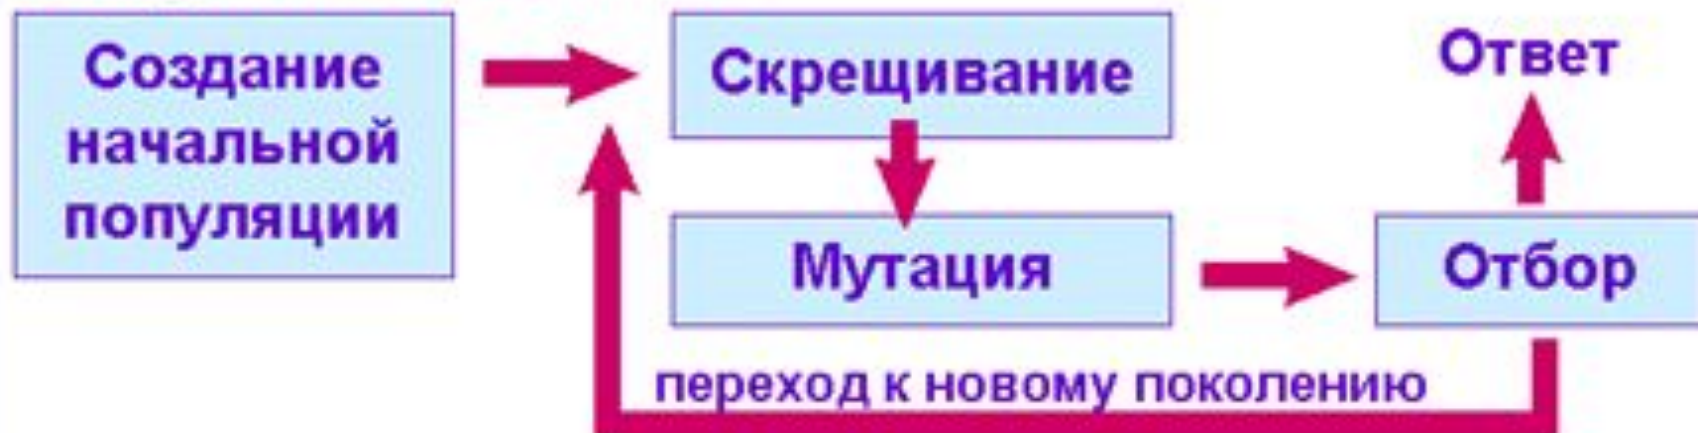 Создание
начальной
популяции
Скрещивание
Мутация
Отбор
Ответ
переход к новому поколению